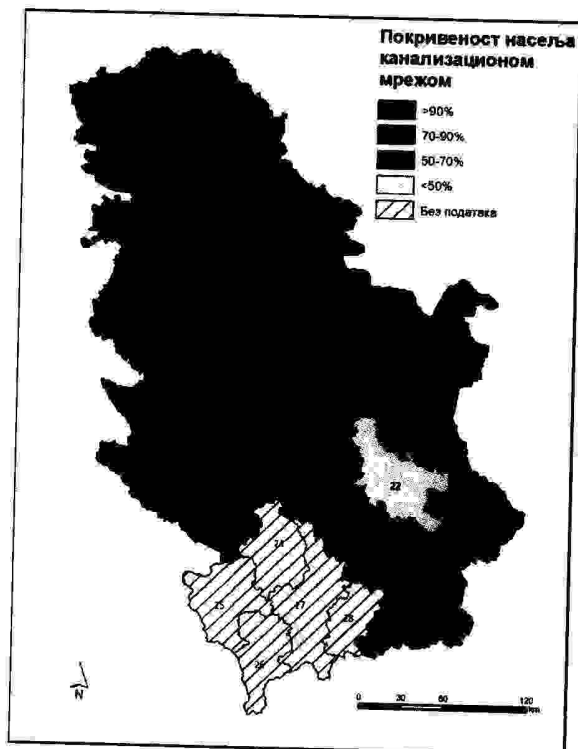 Покривеност насеља
канализационом
мрежом
>90%
70-90%
50-70%
<50%
Без података
22
24
25
27
28
26
N
0 30 60 120
km